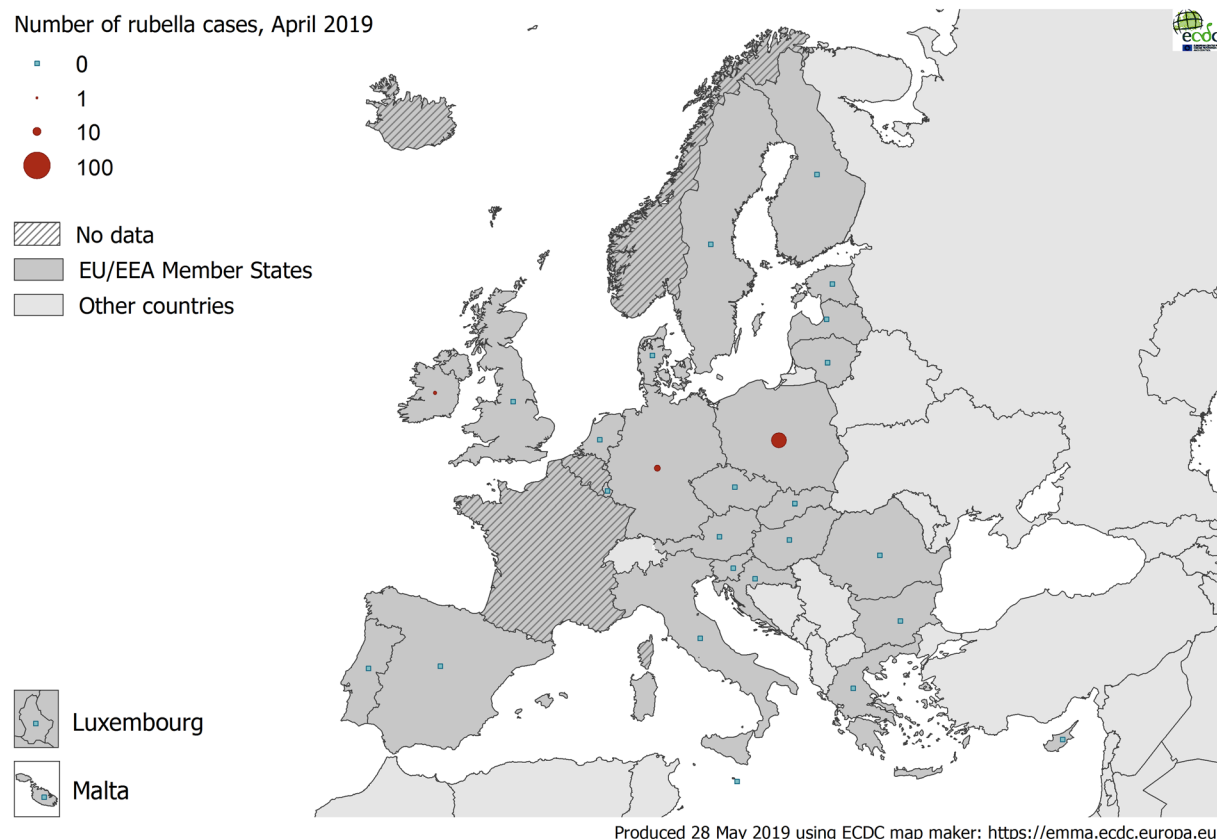 Number of rubella cases, April 2019
0
1
10
100
No data
EU/EEA Member States
Other countries
ecdc
Luxembourg
Malta
Produced 28 May 2019 using ECDC map maker: https://emma.ecdc.europa.eu